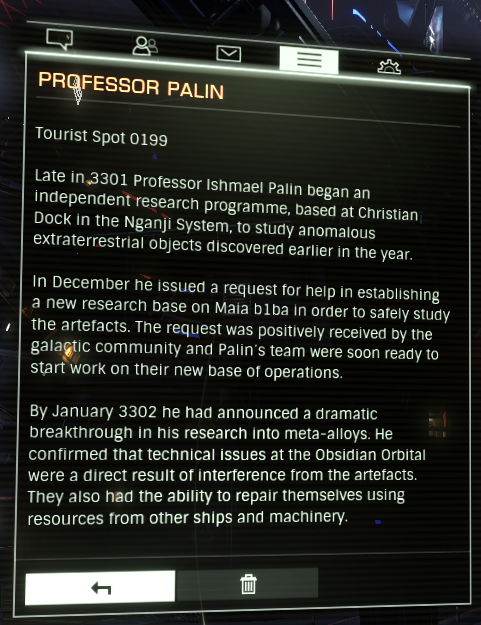 PROFESSOR PALIN
Tourist Spot 0199
Late in 3301 Professor Ishmael Palin began an
independent research programme, based at Christian
Dock in the Nganji System, to study anomalous
extraterrestrial objects discovered earlier in the year.
In December he issued a request for help in establishing
a new research base on Maia b1ba in order to safely study
the artefacts. The request was positively received by the
galactic community and Palin's team were soon ready to
start work on their new base of operations.
By January 3302 he had announced a dramatic
breakthrough in his research into meta-alloys. He
confirmed that technical issues at the Obsidian Orbital
were a direct result of interference from the artefacts.
They also had the ability to repair themselves using
resources from other ships and machinery.